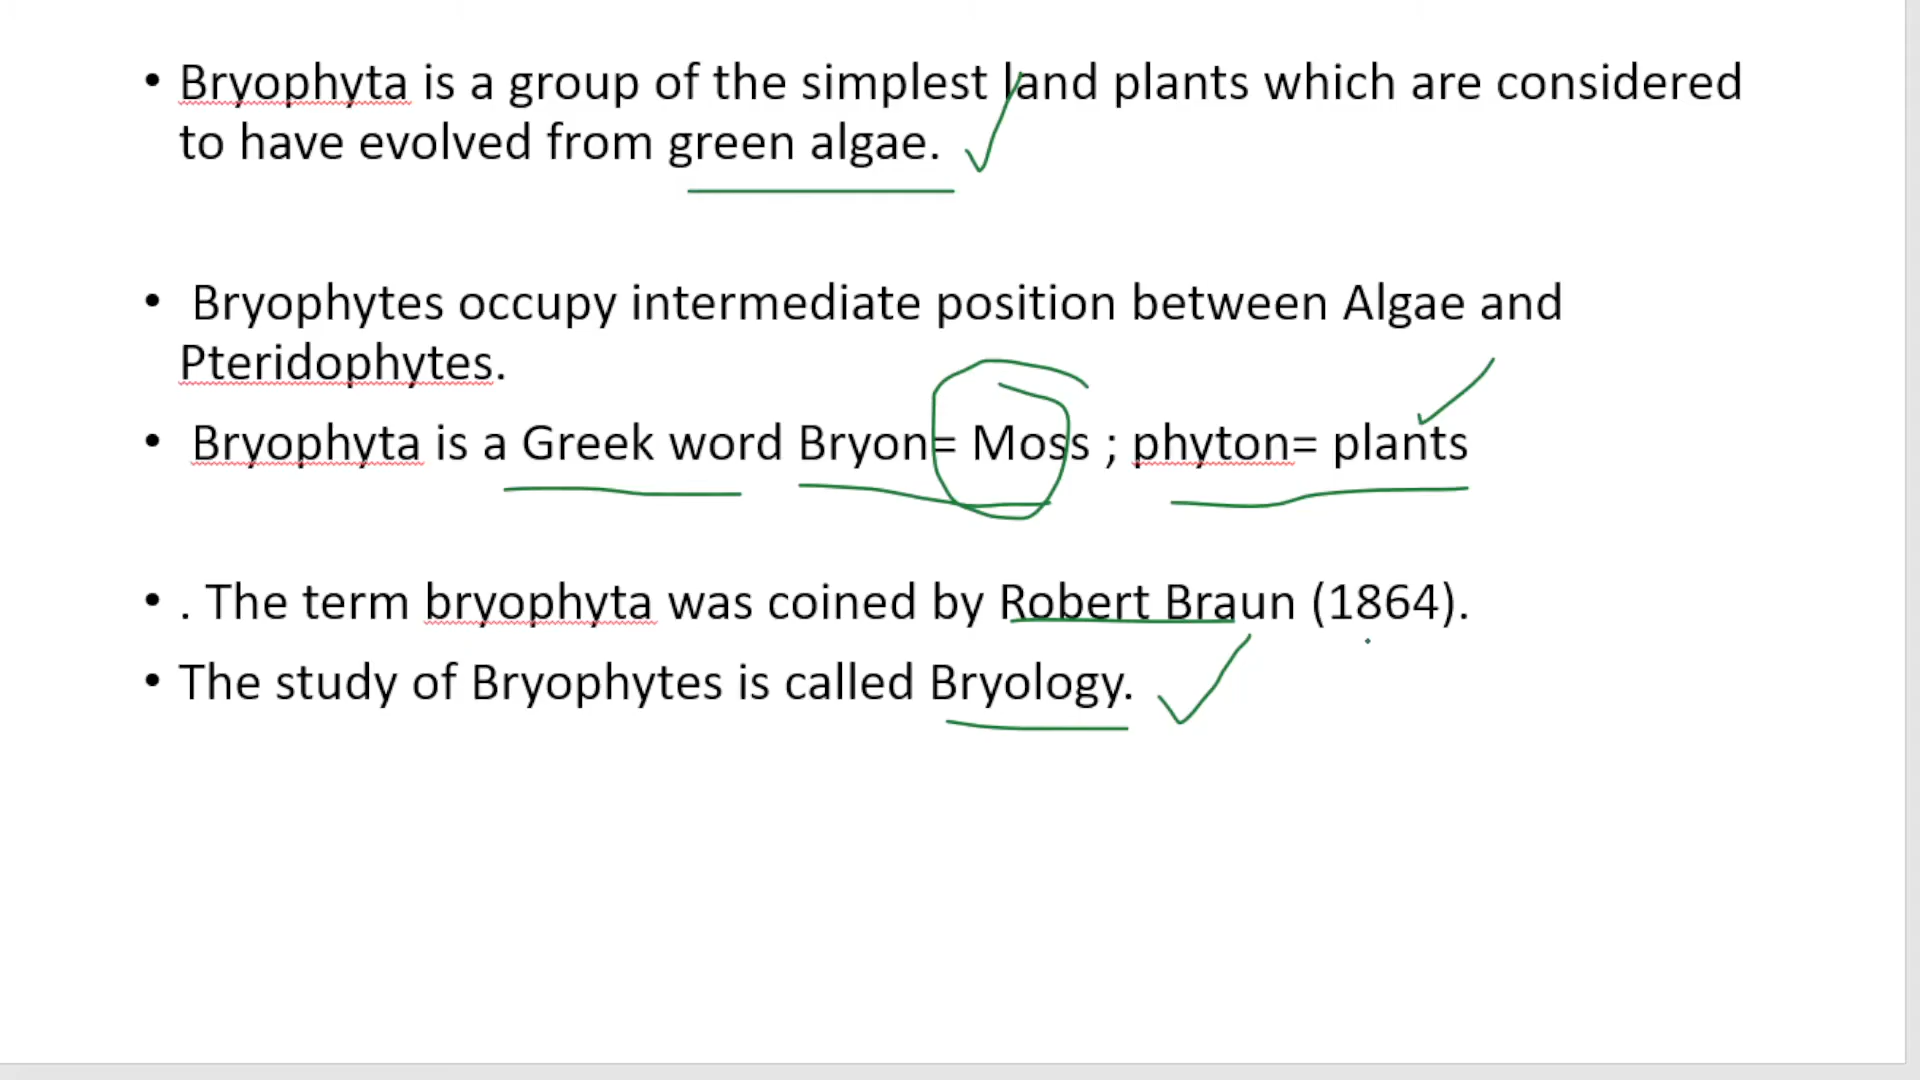 • Bryophyta is a group of the simplest land plants which are considered
to have evolved from green algae.
• Bryophytes occupy intermediate position between Algae and
Pteridophytes.
• Bryophyta is a Greek word Bryon= Moss ; phyton= plants
• . The term bryophyta was coined by Robert Braun (1864).
• The study of Bryophytes is called Bryology.